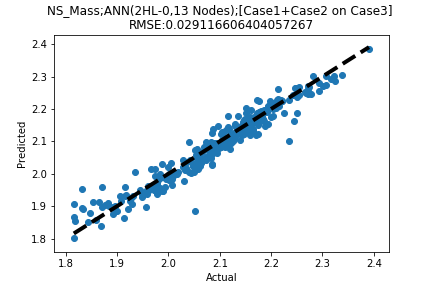 NS_Mass;ANN(2HL-0,13 Nodes);[Case1+Case2 on Case3]
RMSE:0.029116606404057267
2.4
2.3
2.2
2.1
2.0
1.9
1.8
Predicted
1.8 1.9 2.0 2.1 2.2 2.3 2.4
Actual